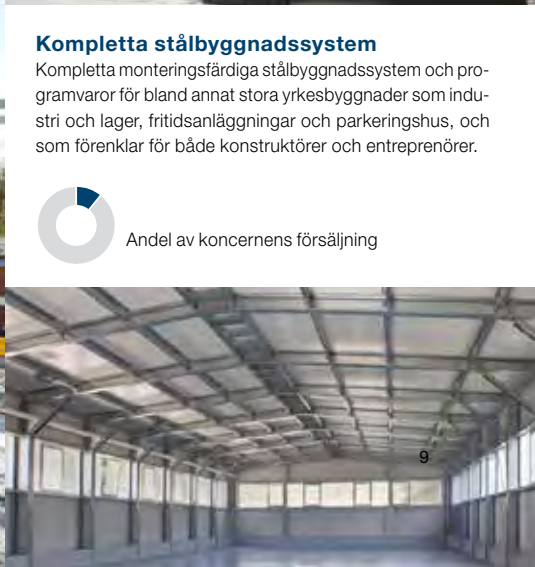 Kompletta stålbyggnadssystem
Kompletta monteringsfärdiga stålbyggnadssystem och pro-
gramvaror för bland annat stora yrkesbyggnader som indu-
stri och lager, fritidsanläggningar och parkeringshus, och
som förenklar för både konstruktörer och entreprenörer.
Andel av koncernens försäljning
9